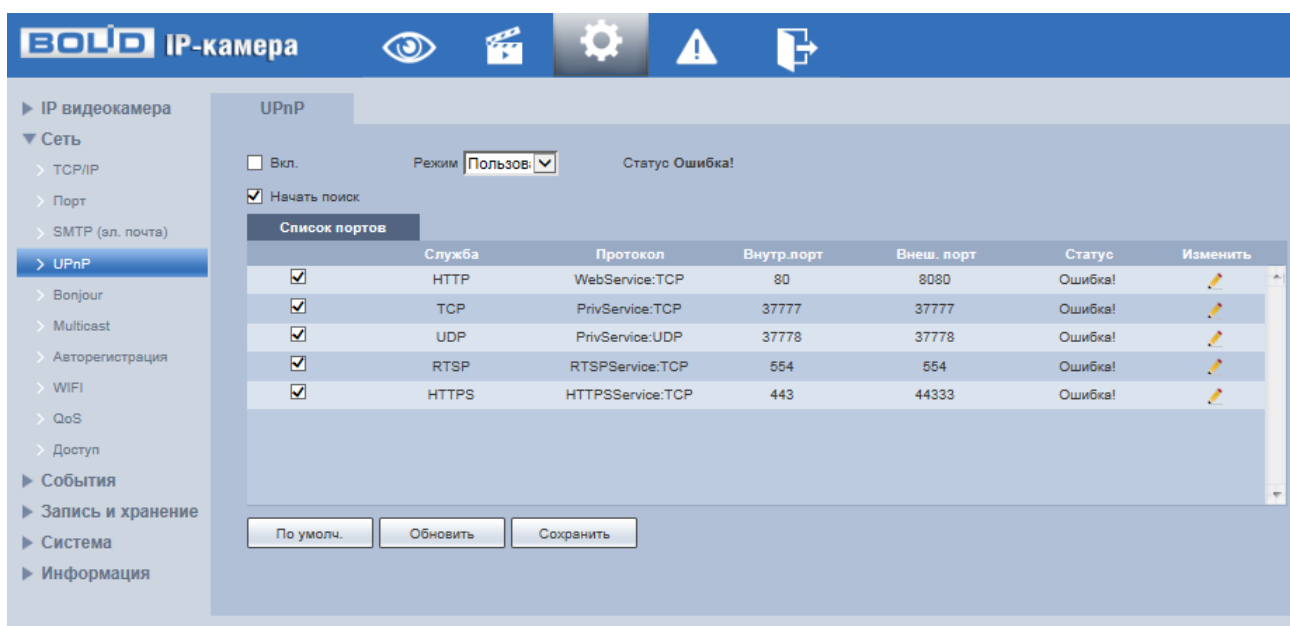 BOLID IP-камера
IP видеокамера
Сеть
TCP/IP
Порт
SMTP (эл. почта)
UPnP
Bonjour
Multicast
Авторегистрация
WIFI
QoS
Доступ
События
Запись и хранение
Система
Информация
UPnP
Вкл. Режим Пользов: Статус Ошибка!
Начать поиск
Список портов
Служба Протокол Внутр.порт Внеш. порт Статус Изменить
HTTP WebService:TCP 80 8080 Ошибка!
TCP PrivService:TCP 37777 37777 Ошибка!
UDP PrivService:UDP 37778 37778 Ошибка!
RTSP RTSPService:TCP 554 554 Ошибка!
HTTPS HTTPSService:TCP 443 44333 Ошибка!
По умолч. Обновить Сохранить